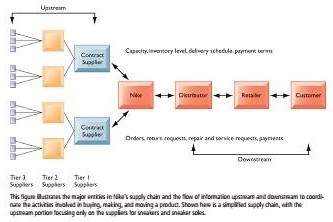 Upstream
Contract
Supplier
Capacity, inventory level, delivery schedule, payment terms
Nike
Distributor
Retailer
Customer
Contract
Supplier
Orders, return requests, repair and service requests, payments
Downstream
Tier 3
Suppliers
Tier 2
Suppliers
Tier 1
Suppliers
This figure illustrates the major entities in Nike's supply chain and the flow of information upstream and downstream to coordi-
nate the activities involved in buying, making, and moving a product. Shown here is a simplified supply chain, with the
upstream portion focusing only on the suppliers for sneakers and sneaker soles.